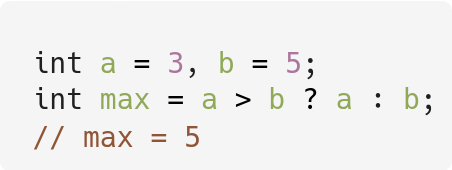 int a = 3, b = 5;
int max = a > b ? a : b;
// max = 5